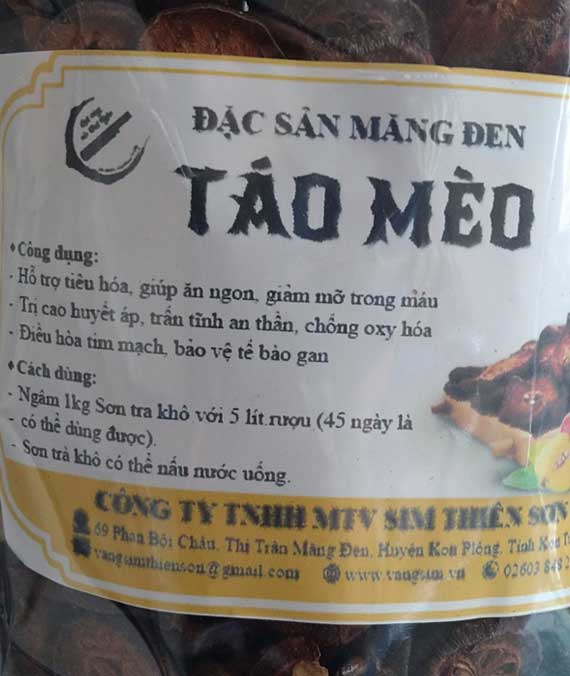 ĐẶC SẢN MĂNG ĐEN
TÁO MÈO
♦Công dụng:
- Hỗ trợ tiêu hóa, giúp ăn ngon, giảm mỡ trong máu
- Trị cao huyết áp, trấn tĩnh an thần, chống oxy hóa
- Điều hòa tim mạch, bảo vệ tế bào gan
♦Cách dùng:
- Ngâm 1kg Sơn tra khô với 5 lít rượu (45 ngày là
- có thể dùng được).
- Sơn trà khô có thể nấu nước uống.
CÔNG TY TNHH MTV SIM THIÊN SƠN
69 Phan Bội Châu, Thị Trấn Măng Đen, Huyện Kon Plông, Tỉnh Kon
vangsimthienson@gmail.com www.vangsim.vn 02603 848